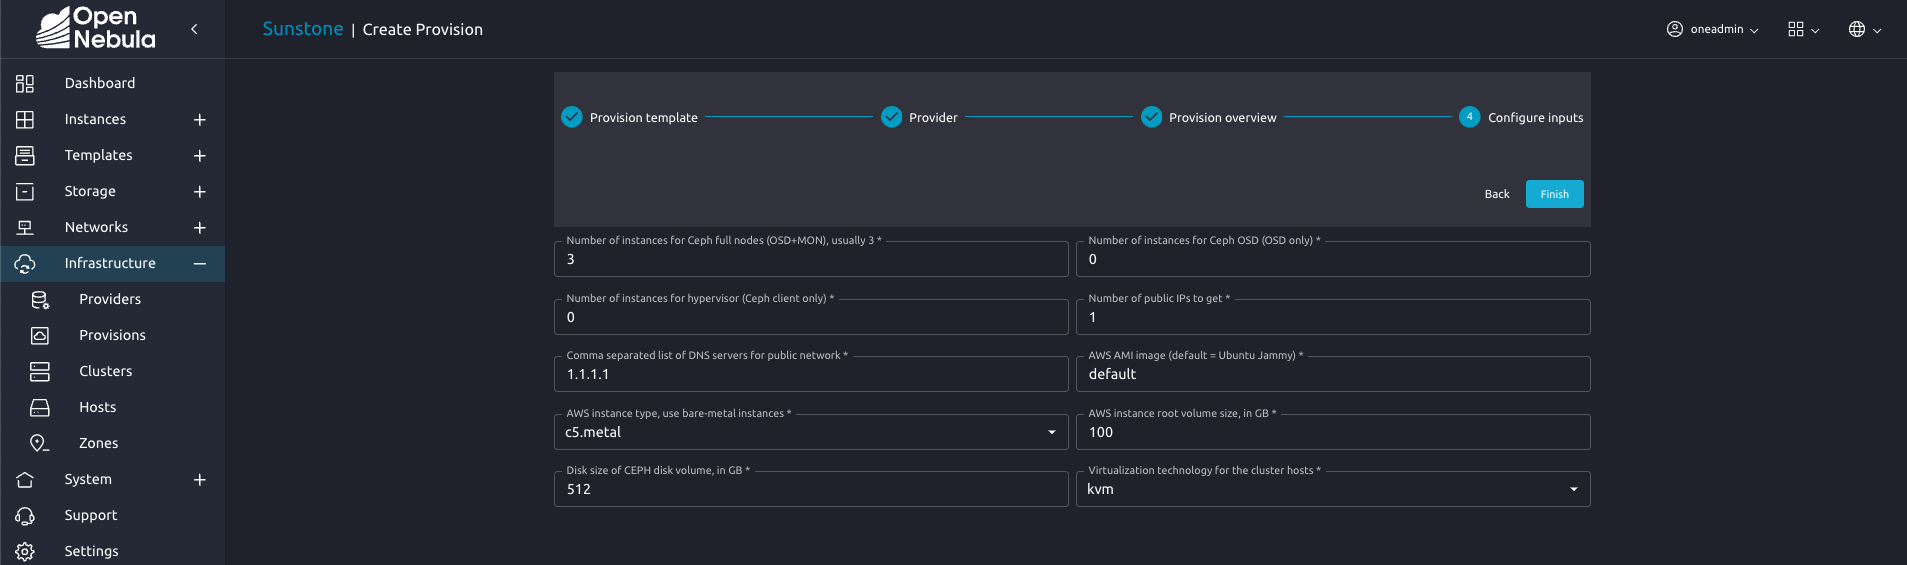 Open
Nebula
Sunstone | Create Provision
oneadmin
Dashboard
Instances
Templates
Storage
Networks
Infrastructure
Providers
Provisions
Clusters
Hosts
Zones
System
Support
Settings
Provision template
Provider
Provision overview
4 Configure inputs
Back
Finish
Number of instances for Ceph full nodes (OSD+MON), usually 3 *
3
Number of instances for Ceph OSD (OSD only) *
0
Number of instances for hypervisor (Ceph client only) *
0
Number of public IPs to get *
1
Comma separated list of DNS servers for public network *
1.1.1.1
AWS AMI image (default = Ubuntu Jammy) *
default
AWS instance type, use bare-metal instances *
c5.metal
AWS instance root volume size, in GB *
100
Disk size of CEPH disk volume, in GB *
512
Virtualization technology for the cluster hosts *
kvm